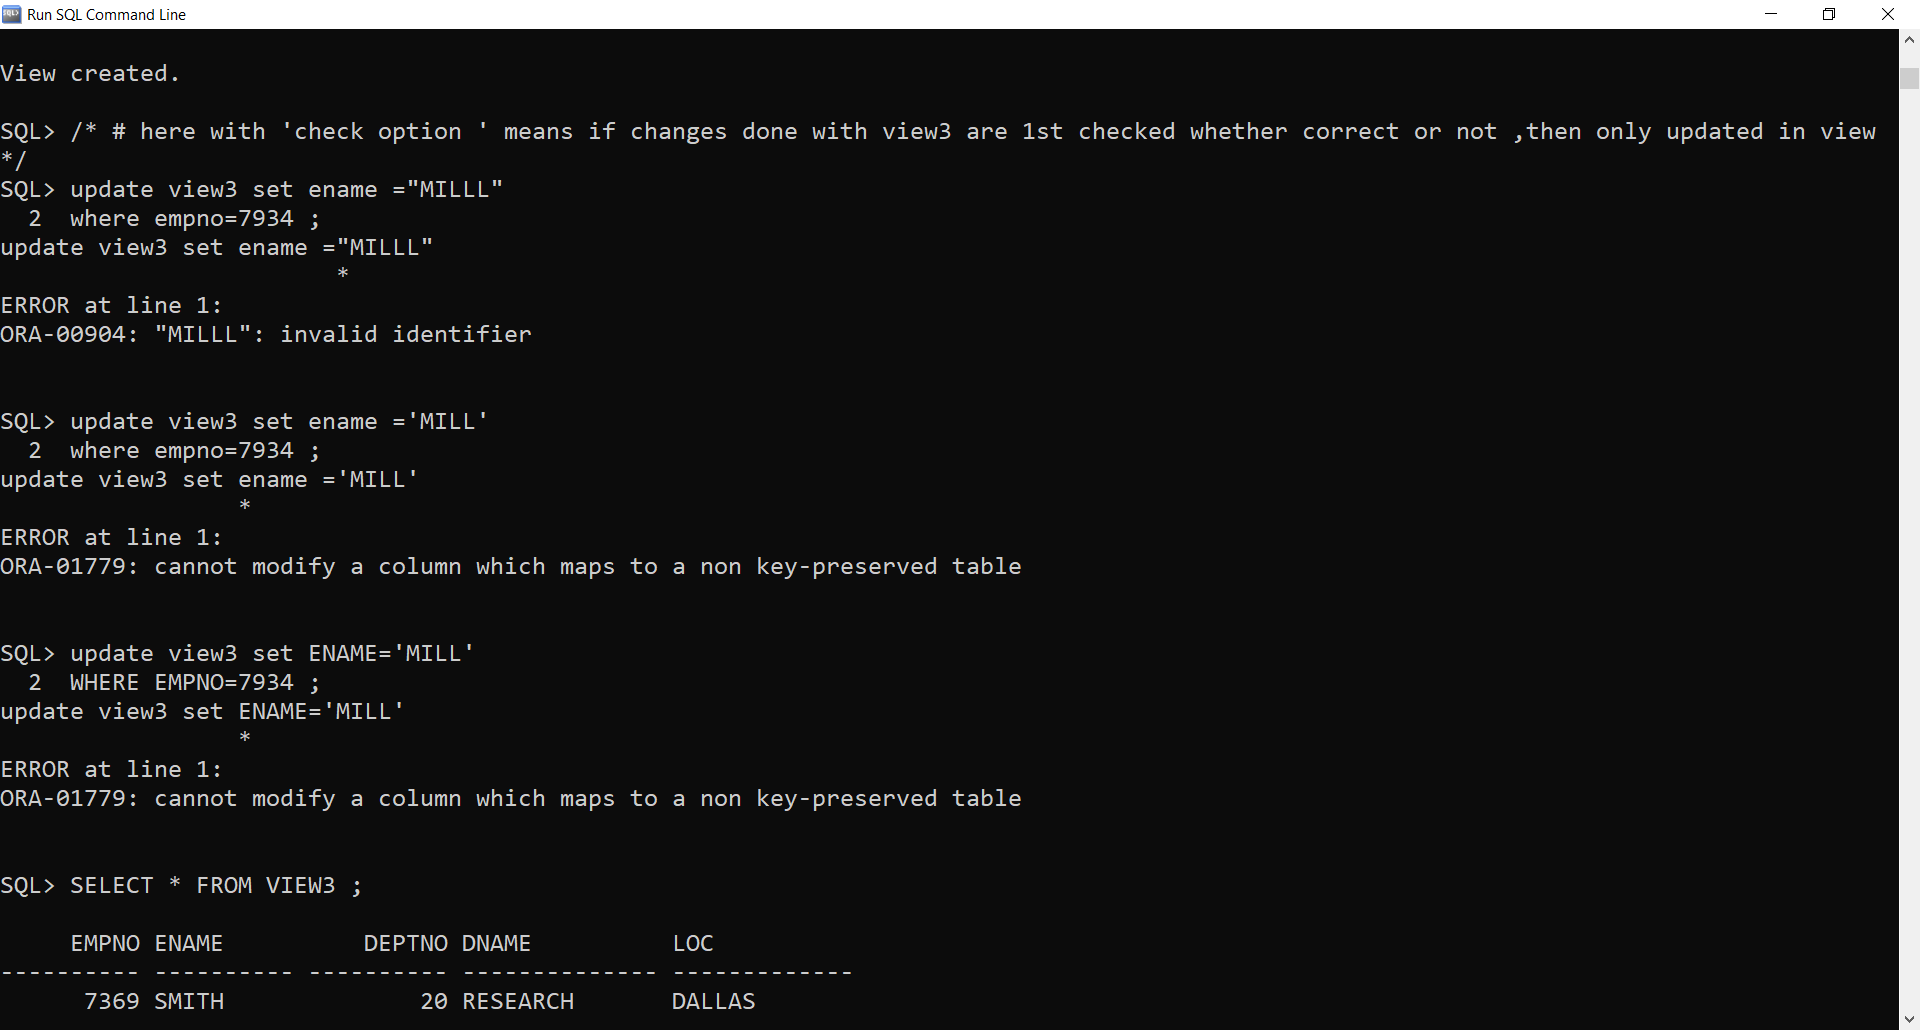 Run SQL Command Line
View created.
SQL> /* # here with 'check option ' means if changes done with view3 are 1st checked whether correct or not ,then only updated in view
*/
SQL> update view3 set ename ="MILLL"
  2  where empno=7934 ;
update view3 set ename ="MILLL"
                        *
ERROR at line 1:
ORA-00904: "MILLL": invalid identifier
SQL> update view3 set ename ='MILL'
  2  where empno=7934 ;
update view3 set ename ='MILL'
                 *
ERROR at line 1:
ORA-01779: cannot modify a column which maps to a non key-preserved table
SQL> update view3 set ENAME='MILL'
  2  WHERE EMPNO=7934 ;
update view3 set ENAME='MILL'
                 *
ERROR at line 1:
ORA-01779: cannot modify a column which maps to a non key-preserved table
SQL> SELECT * FROM VIEW3 ;
     EMPNO ENAME          DEPTNO DNAME          LOC
---------- ---------- ---------- -------------- -------------
      7369 SMITH              20 RESEARCH       DALLAS